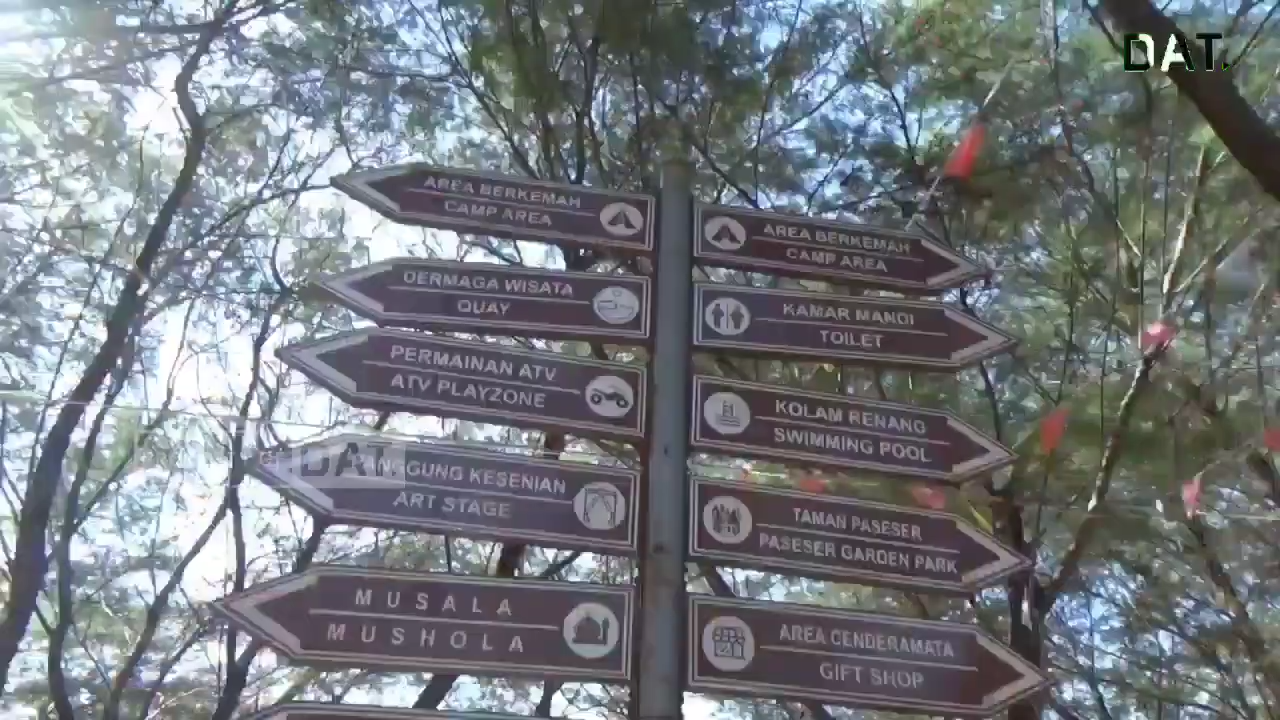 DAT.
AREA BERKEMAH
CAMP AREA
DERMAGA WISATA
QUAY
PERMAINAN ATV
ATV PLAYZONE
DAT
KESENIAN
ART STAGE
MUSALA
MUSHOLA
AREA BERKEMAH
CAMP AREA
KAMAR MANDI
TOILET
KOLAM RENANG
SWIMMING POOL
TAMAN PASESER
PASESER GARDEN PARK
AREA CENDERAMATA
GIFT SHOP